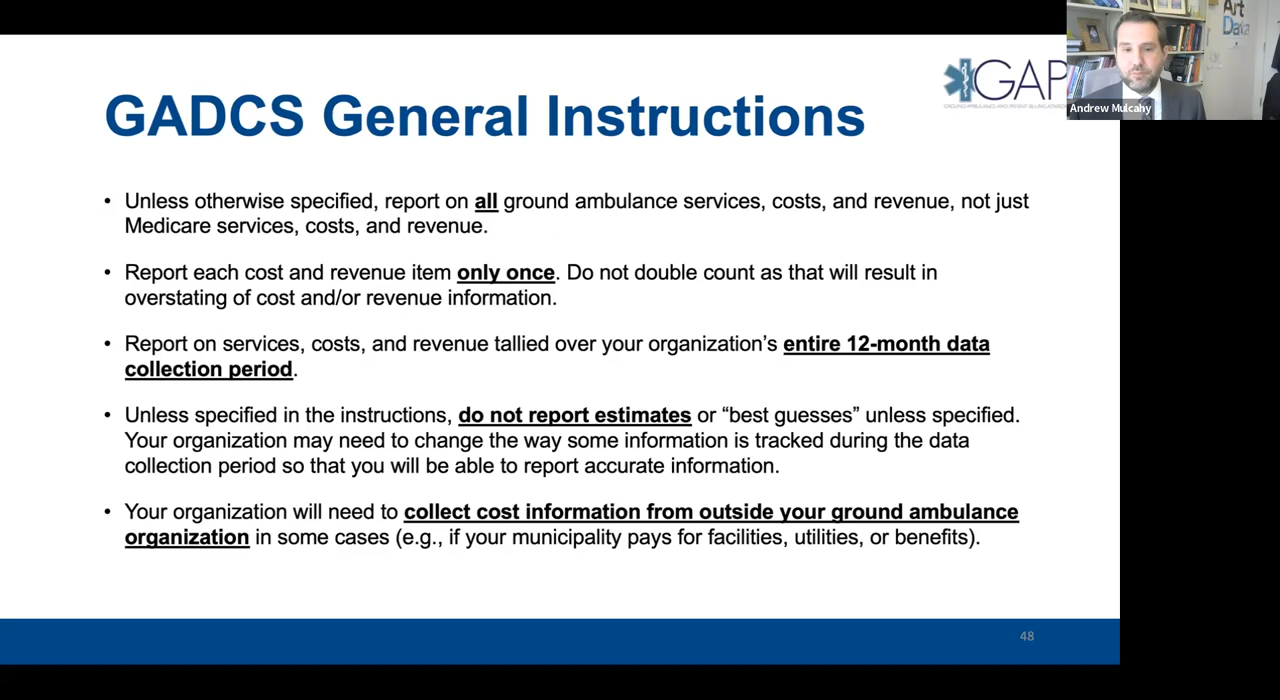 Art
Data
GAP
Andrew Mulcahy
GADCS General Instructions
• Unless otherwise specified, report on all ground ambulance services, costs, and revenue, not just
Medicare services, costs, and revenue.
• Report each cost and revenue item only once. Do not double count as that will result in
overstating of cost and/or revenue information.
• Report on services, costs, and revenue tallied over your organization’s entire 12-month data
collection period.
• Unless specified in the instructions, do not report estimates or “best guesses” unless specified.
Your organization may need to change the way some information is tracked during the data
collection period so that you will be able to report accurate information.
• Your organization will need to collect cost information from outside your ground ambulance
organization in some cases (e.g., if your municipality pays for facilities, utilities, or benefits).
48